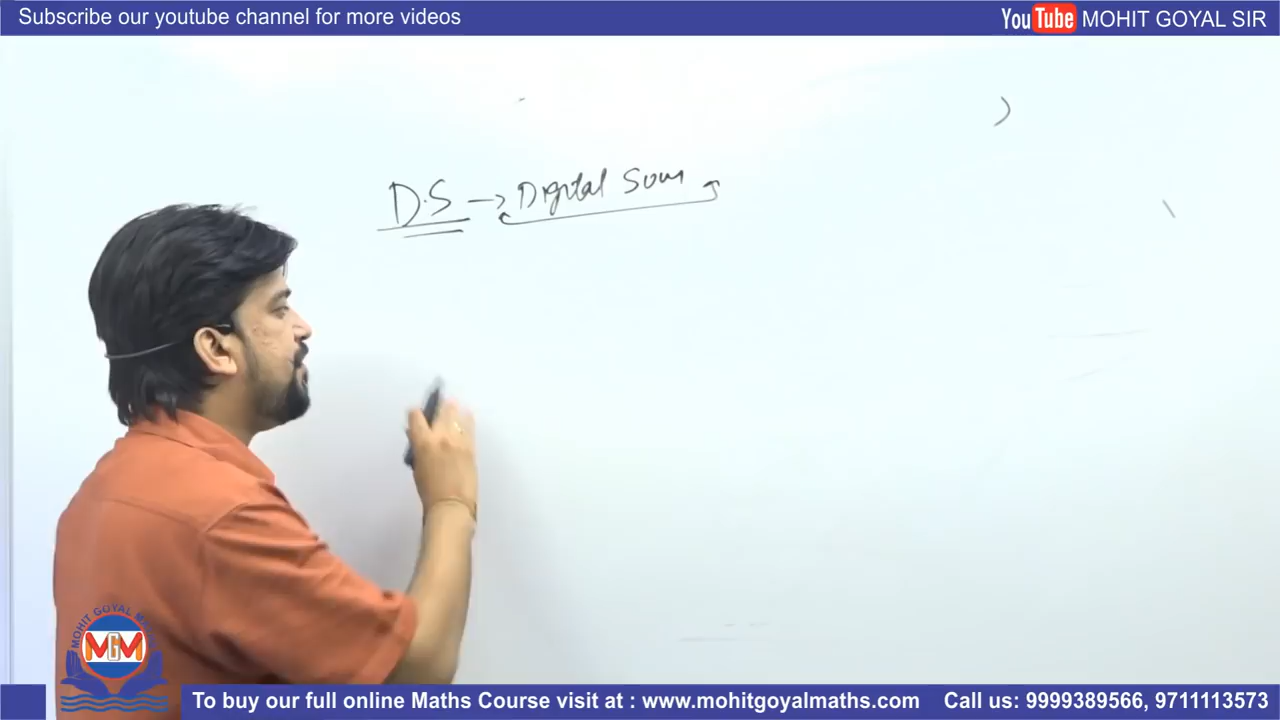 Subscribe our youtube channel for more videos
YouTube MOHIT GOYAL SIR
D.S → Digital Sum
MOHIT GOYAL
MGM
To buy our full online Maths Course visit at : www.mohitgoyalmaths.com Call us: 9999389566, 9711113573